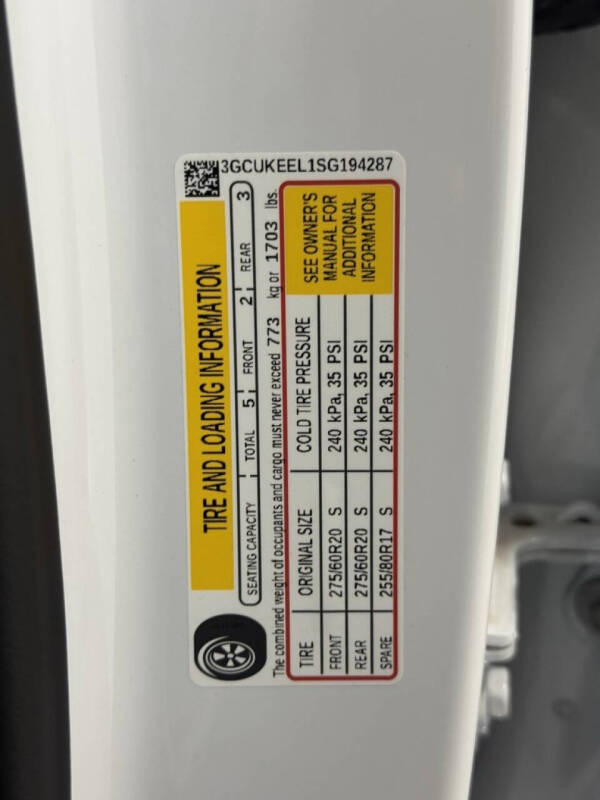 3GCUKEEL1SG194287
TIRE AND LOADING INFORMATION
SEATING CAPACITY TOTAL 5 FRONT 2 REAR 3
The combined weight of occupants and cargo must never exceed 773 kg or 1703 lbs.
TIRE ORIGINAL SIZE COLD TIRE PRESSURE
FRONT 275/60R20 S 240 kPa, 35 PSI
REAR 275/60R20 S 240 kPa, 35 PSI
SPARE 255/80R17 S 240 kPa, 35 PSI
SEE OWNER'S
MANUAL FOR
ADDITIONAL
INFORMATION